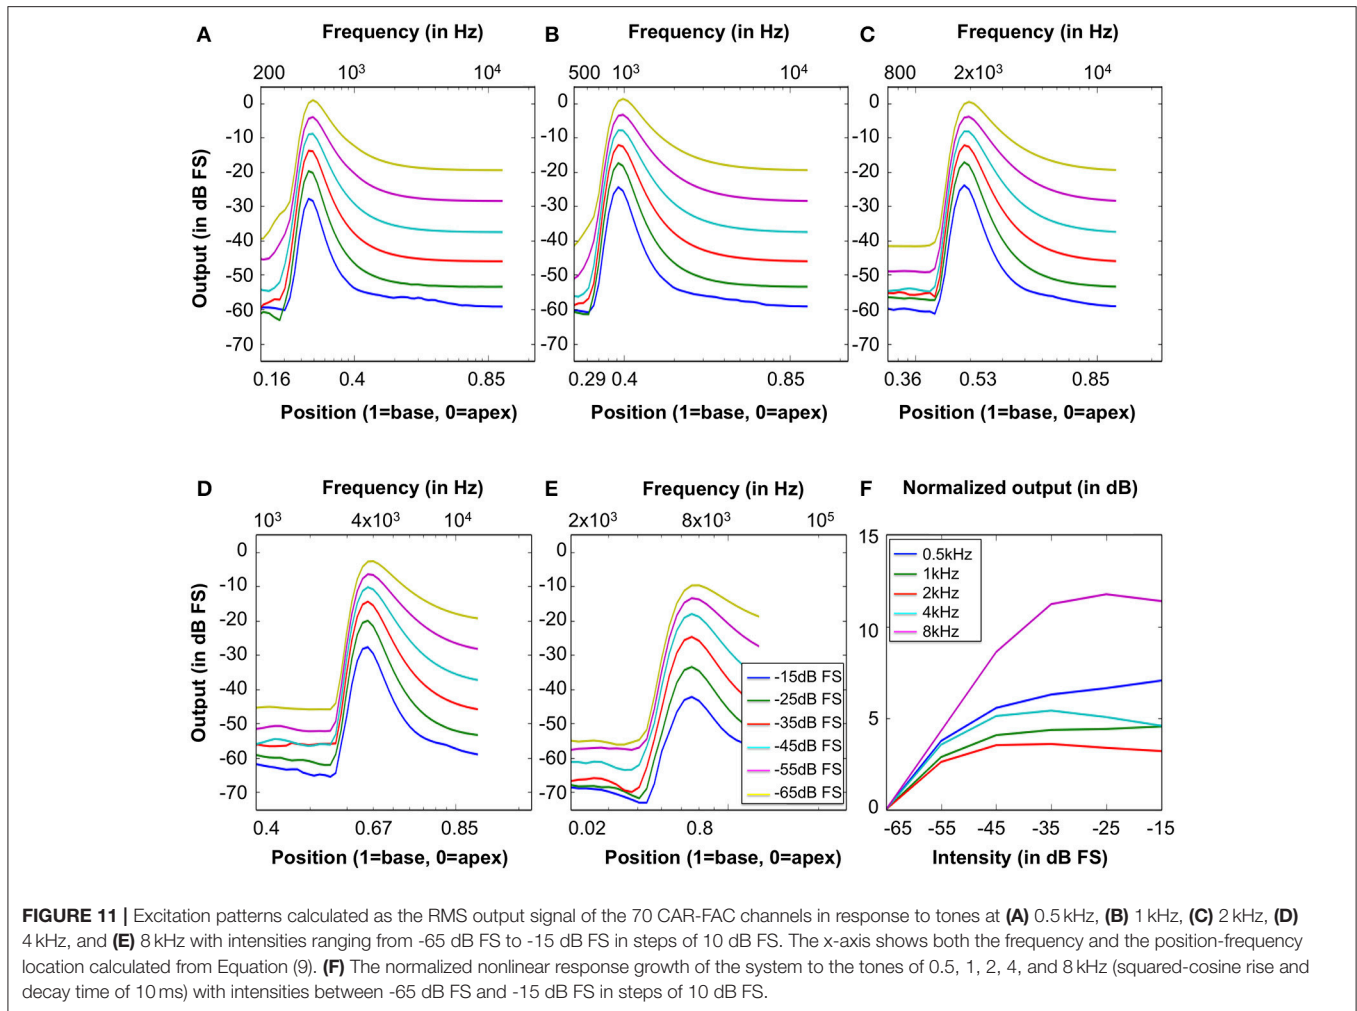 A Frequency (in Hz)
200 10³ 10⁴
Output (in dB FS)
0
-10
-20
-30
-40
-50
-60
-70
0.16 0.4 0.85
Position (1=base, 0=apex)
B Frequency (in Hz)
500 10³ 10⁴
0
-10
-20
-30
-40
-50
-60
-70
0.29 0.4 0.85
Position (1=base, 0=apex)
C Frequency (in Hz)
800 2x10³ 10⁴
0
-10
-20
-30
-40
-50
-60
-70
0.36 0.53 0.85
Position (1=base, 0=apex)
D Frequency (in Hz)
10³ 4x10³ 10⁴
Output (in dB FS)
0
-10
-20
-30
-40
-50
-60
-70
0.4 0.67 0.85
Position (1=base, 0=apex)
E Frequency (in Hz)
2x10³ 8x10³ 10⁵
0
-10
-20
-30
-40
-50
-60
-70
-15dB FS
-25dB FS
-35dB FS
-45dB FS
-55dB FS
-65dB FS
0.02 0.8
Position (1=base, 0=apex)
F Normalized output (in dB)
15
10
5
0
0.5kHz
1kHz
2kHz
4kHz
8kHz
-65 -55 -45 -35 -25 -15
Intensity (in dB FS)
FIGURE 11 | Excitation patterns calculated as the RMS output signal of the 70 CAR-FAC channels in response to tones at (A) 0.5 kHz, (B) 1 kHz, (C) 2 kHz, (D)
4 kHz, and (E) 8 kHz with intensities ranging from -65 dB FS to -15 dB FS in steps of 10 dB FS. The x-axis shows both the frequency and the position-frequency
location calculated from Equation (9). (F) The normalized nonlinear response growth of the system to the tones of 0.5, 1, 2, 4, and 8 kHz (squared-cosine rise and
decay time of 10 ms) with intensities between -65 dB FS and -15 dB FS in steps of 10 dB FS.